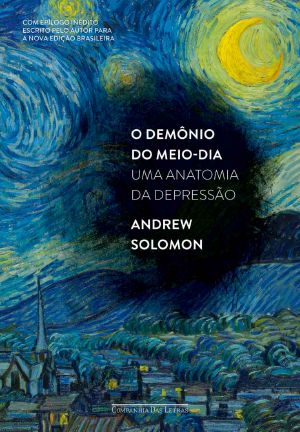 COM EPÍLOGO INÉDITO
ESCRITO PELO AUTOR PARA
A NOVA EDIÇÃO BRASILEIRA
O DEMÔNIO
DO MEIO-DIA
UMA ANATOMIA
DA DEPRESSÃO
ANDREW
SOLOMON
COMPANHIA DAS LETRAS